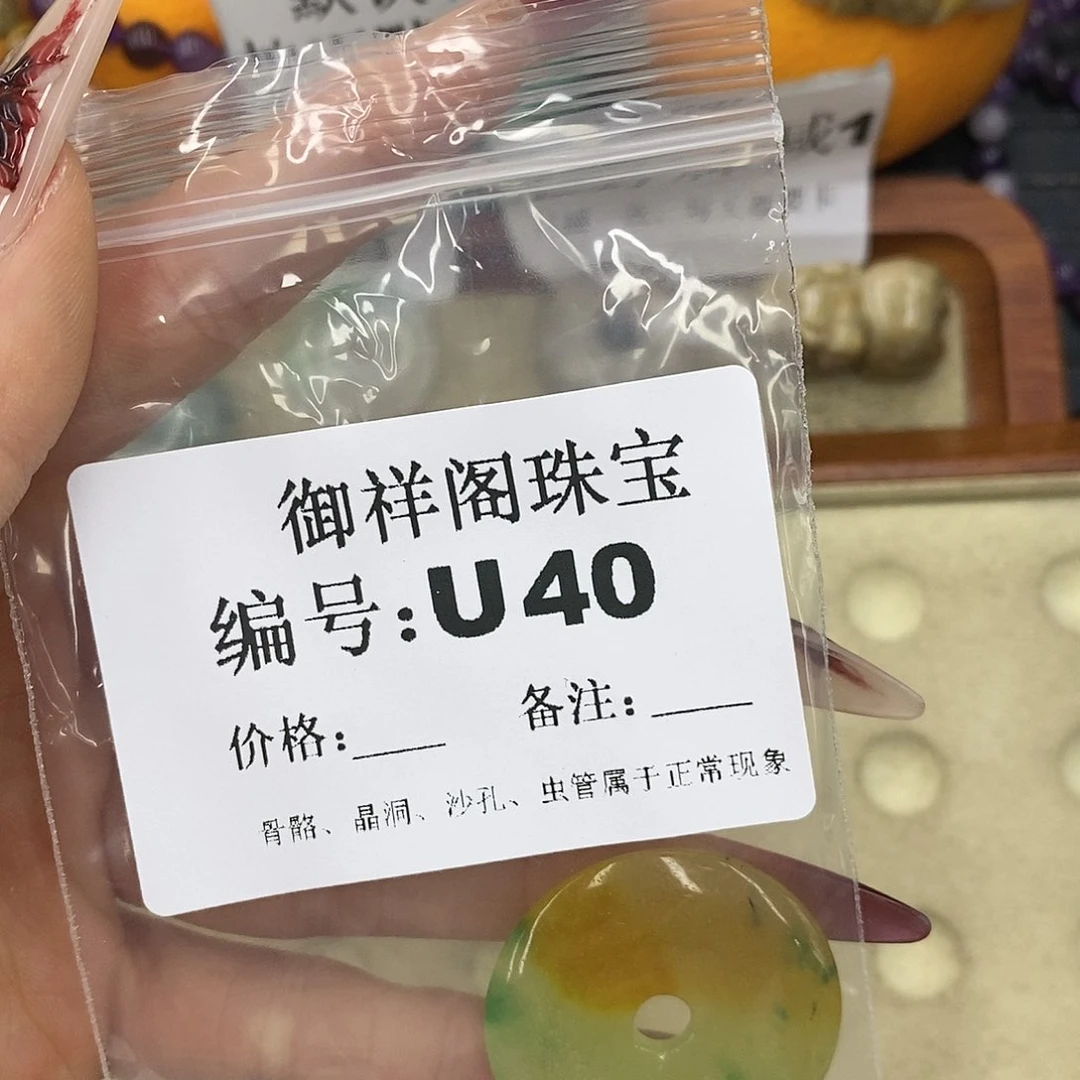 御祥阁珠宝
编号:U40
价格:____ 备注:____
骨骼、晶洞、沙孔、虫管属于正常现象